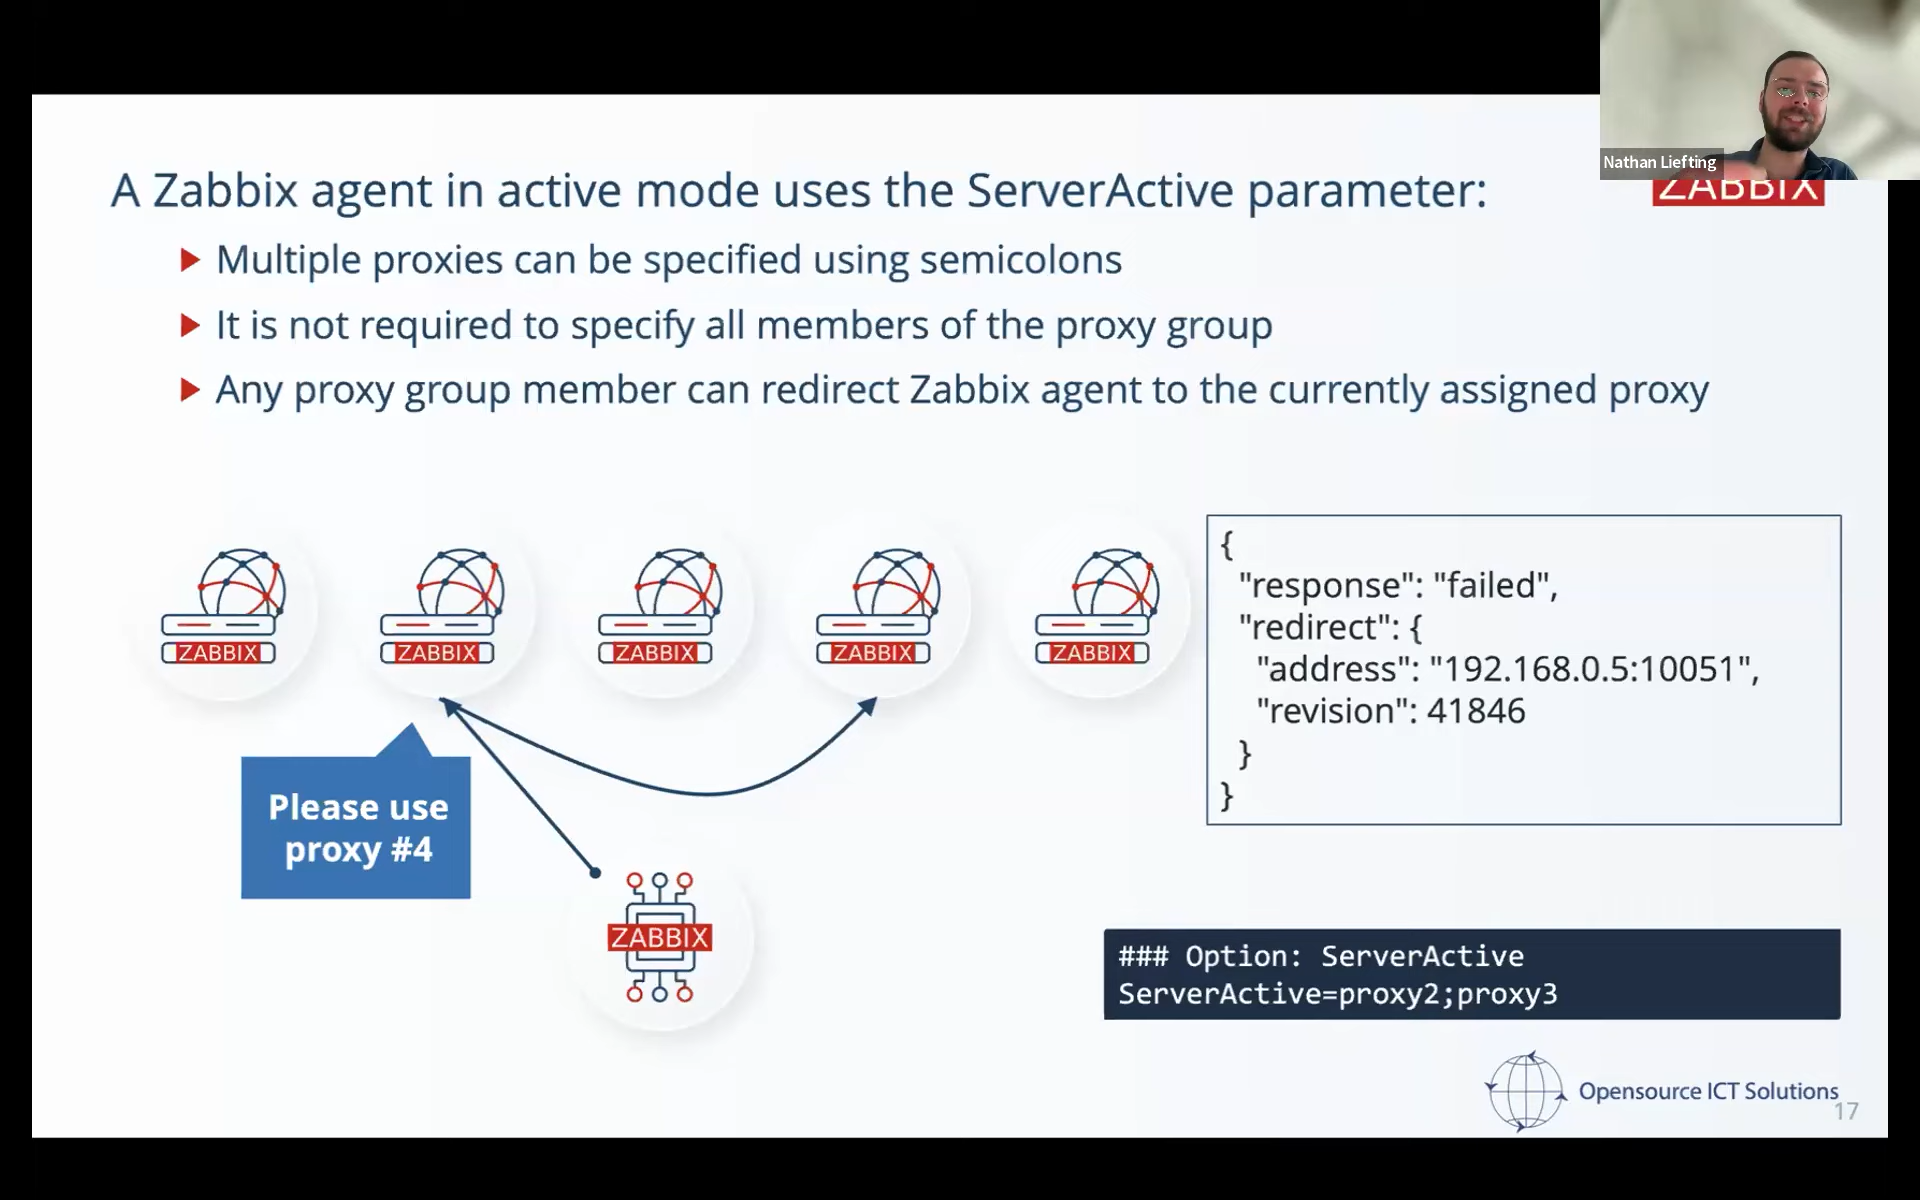 Nathan Liefting
ZABBIX
A Zabbix agent in active mode uses the ServerActive parameter:
Multiple proxies can be specified using semicolons
It is not required to specify all members of the proxy group
Any proxy group member can redirect Zabbix agent to the currently assigned proxy
ZABBIX
ZABBIX
ZABBIX
ZABBIX
ZABBIX
{
"response": "failed",
"redirect": {
"address": "192.168.0.5:10051",
"revision": 41846
}
}
Please use
proxy #4
ZABBIX
### Option: ServerActive
ServerActive=proxy2;proxy3
Opensource ICT Solutions
17